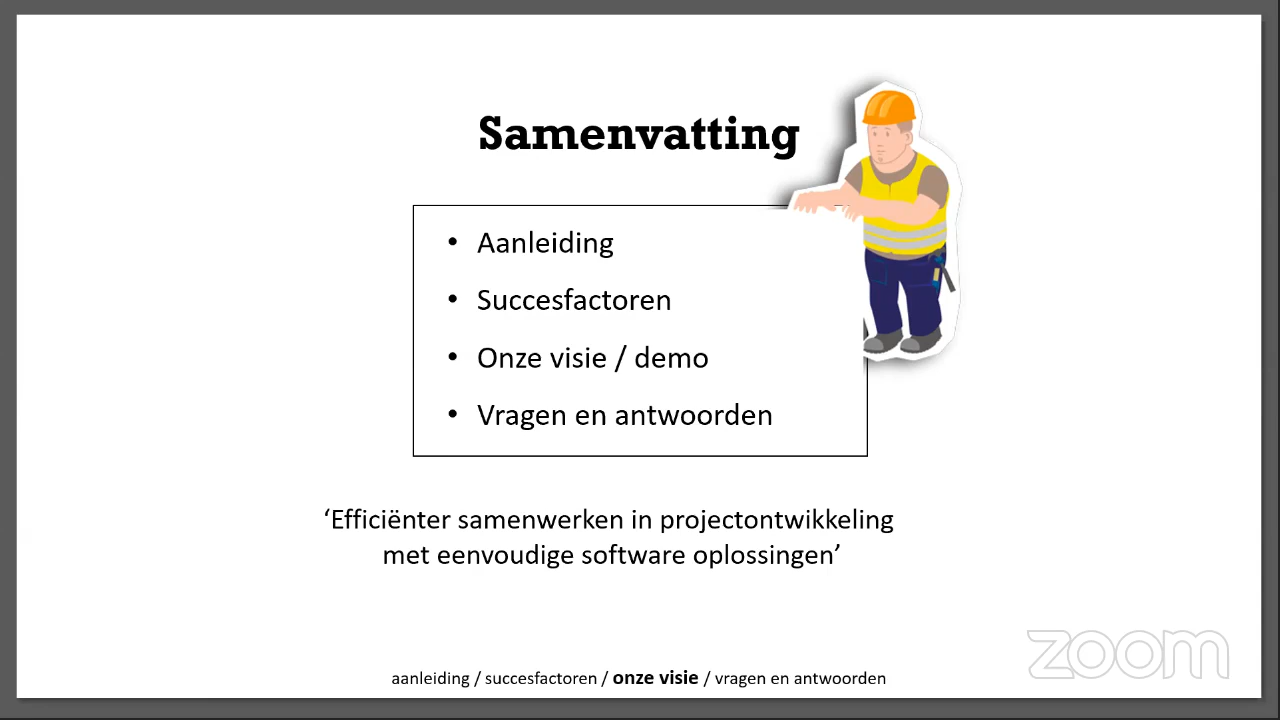 Samenvatting
• Aanleiding
• Succesfactoren
• Onze visie / demo
• Vragen en antwoorden
‘Efficiënter samenwerken in projectontwikkeling
met eenvoudige software oplossingen’
zoom
aanleiding / succesfactoren / onze visie / vragen en antwoorden